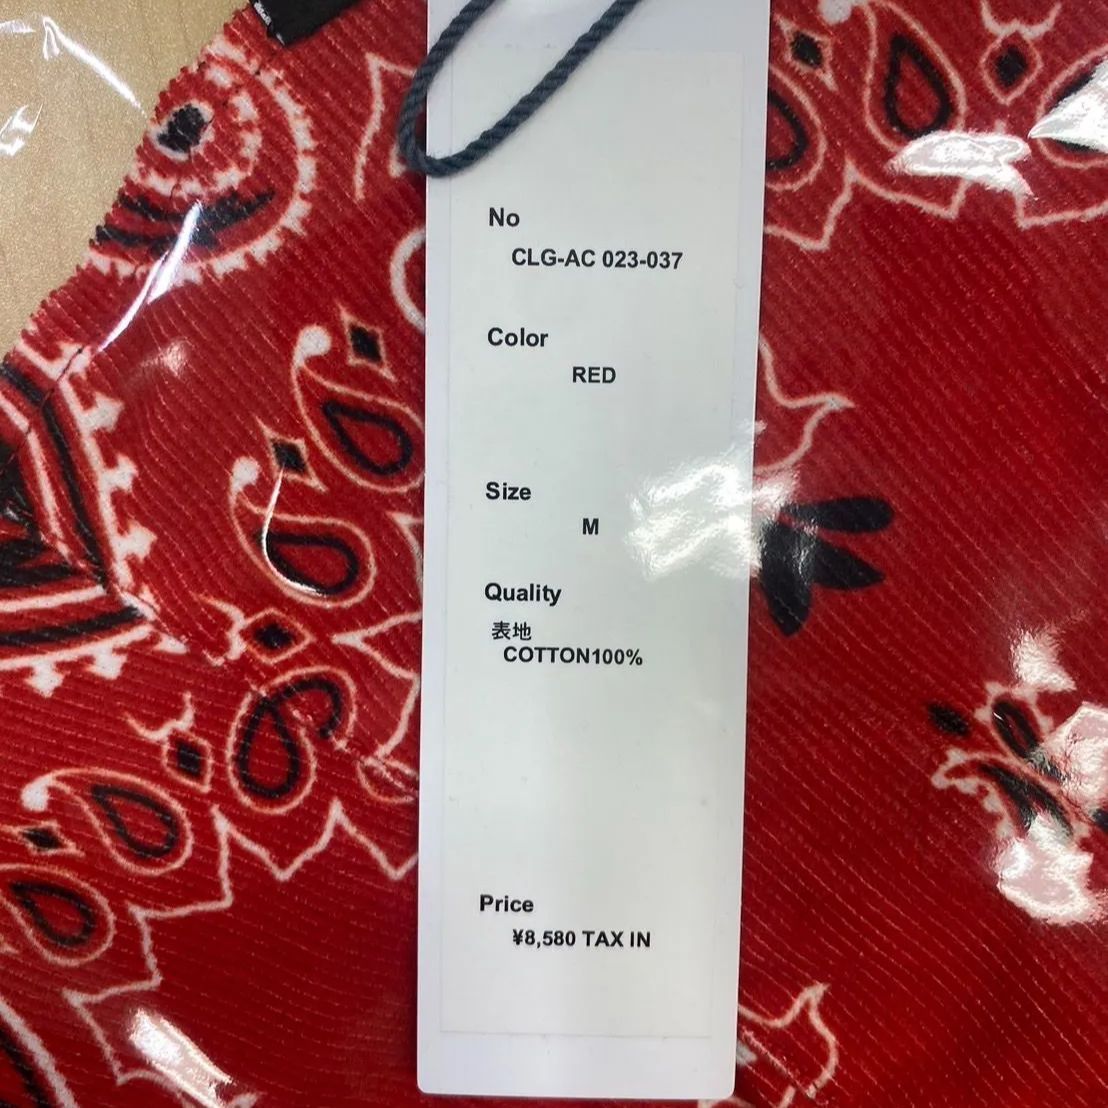 No
CLG-AC 023-037
Color
RED
Size
M
Quality
表地
COTTON100%
Price
¥8,580 TAX IN